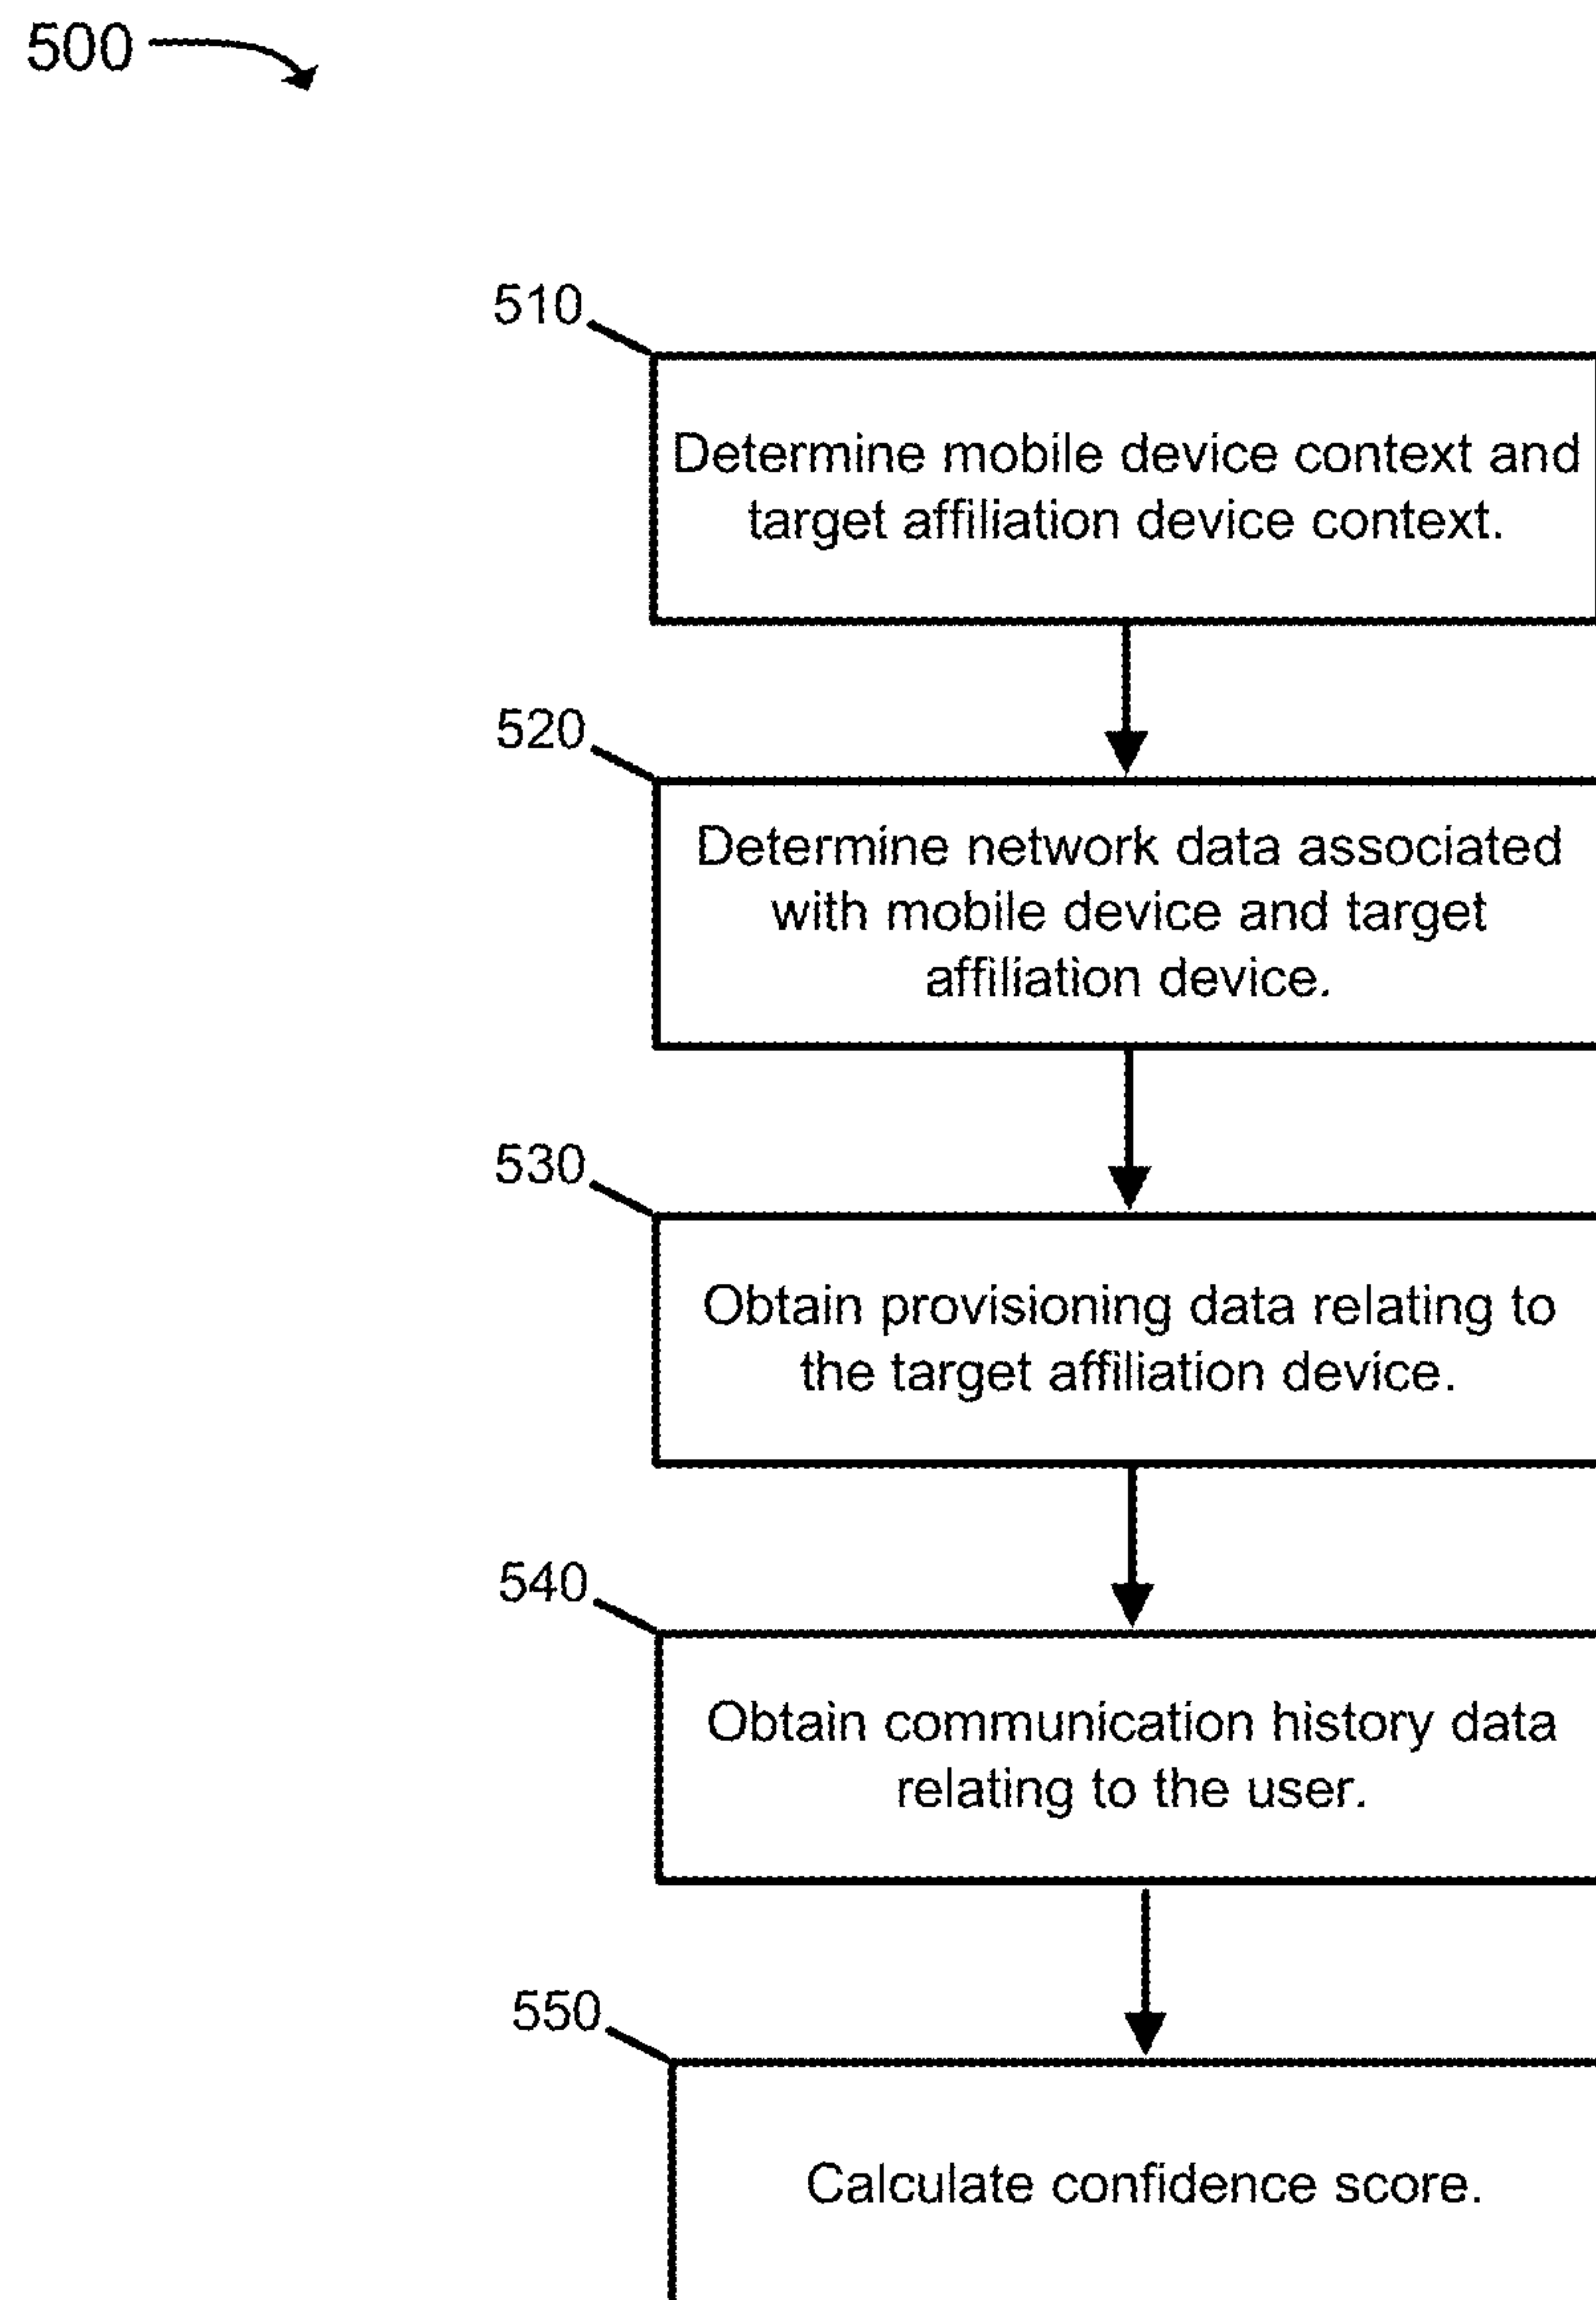 500
510
Determine mobile device context and
target affiliation device context.
520
Determine network data associated
with mobile device and target
affiliation device.
530
Obtain provisioning data relating to
the target affiliation device.
540
Obtain communication history data
relating to the user.
550
Calculate confidence score.